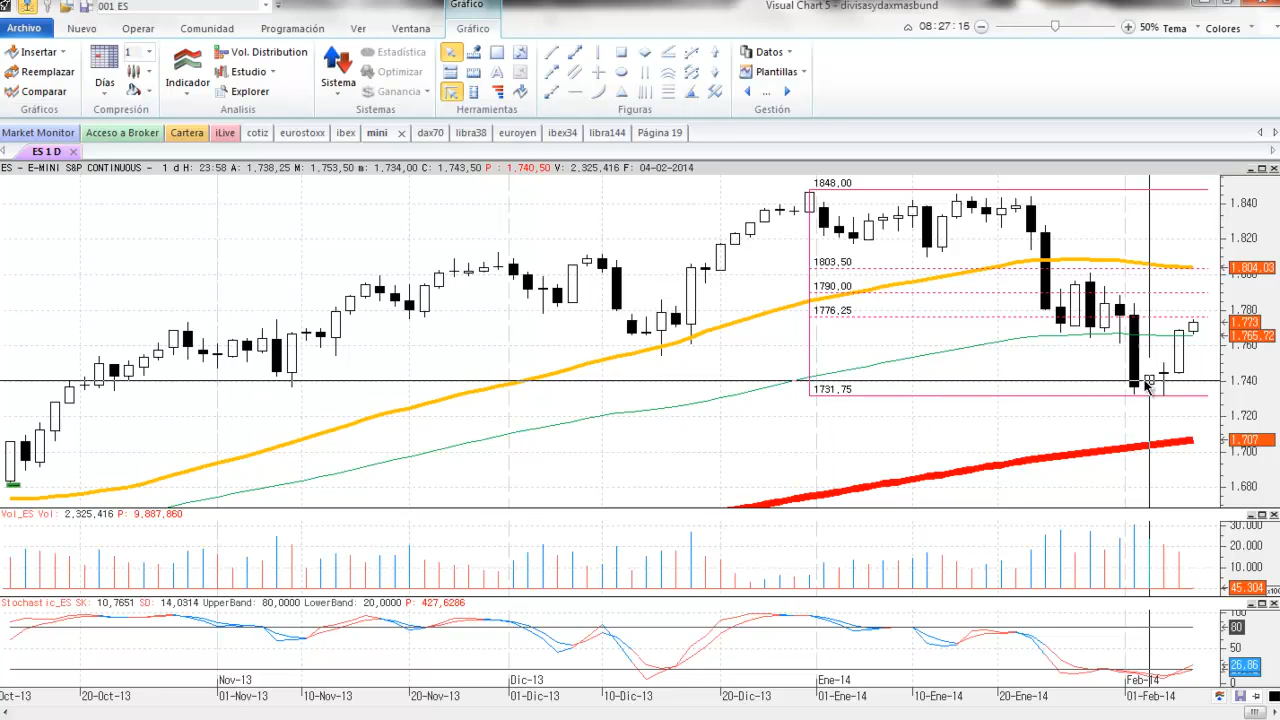 001 ES
Gráfico
Visual Chart 5 - divisasydaxmasbund
Archivo Nuevo Operar Comunidad Programación Ver Ventana Gráfico
08:27:15 50% Tema Colores
Insertar
Reemplazar
Comparar
Gráficos
1
Días
Compresión
Indicador
Vol. Distribution
Estudio
Explorer
Analisis
Sistema
Estadística
Optimizar
Ganancia
Sistemas
Herramientas
Figuras
Datos
Plantillas
...
Gestión
Market Monitor Acceso a Broker Cartera iLive cotiz eurostoxx ibex mini dax70 libra38 euroyen ibex34 libra144 Página 19
ES 1 D
ES - E-MINI S&P CONTINUOUS - 1 d H: 23:58 A: 1.738,25 M: 1.753,50 m: 1.734,00 C: 1.743,50 P : 1.740,50 V: 2,325,416 F: 04-02-2014
1848,00
1803,50
1790,00
1776,25
1731,75
1.840
1.820
1.804,03
1.780
1.773
1.765,72
1.760
1.740
1.720
1.707
1.700
1.680
Vol_ES Vol: 2,325,416 P: 9,887,860
30.000
20.000
10.000
45.304
Stochastic_ES SK: 10,7651 SD: 14,0314 UpperBand: 80,0000 LowerBand: 20,0000 P: 427,6286
100
80
50
26,86
0
Nov-13 Dic-13 Ene-14 Feb-14
Oct-13 20-Oct-13 01-Nov-13 10-Nov-13 20-Nov-13 01-Dic-13 10-Dic-13 20-Dic-13 01-Ene-14 10-Ene-14 20-Ene-14 01-Feb-14